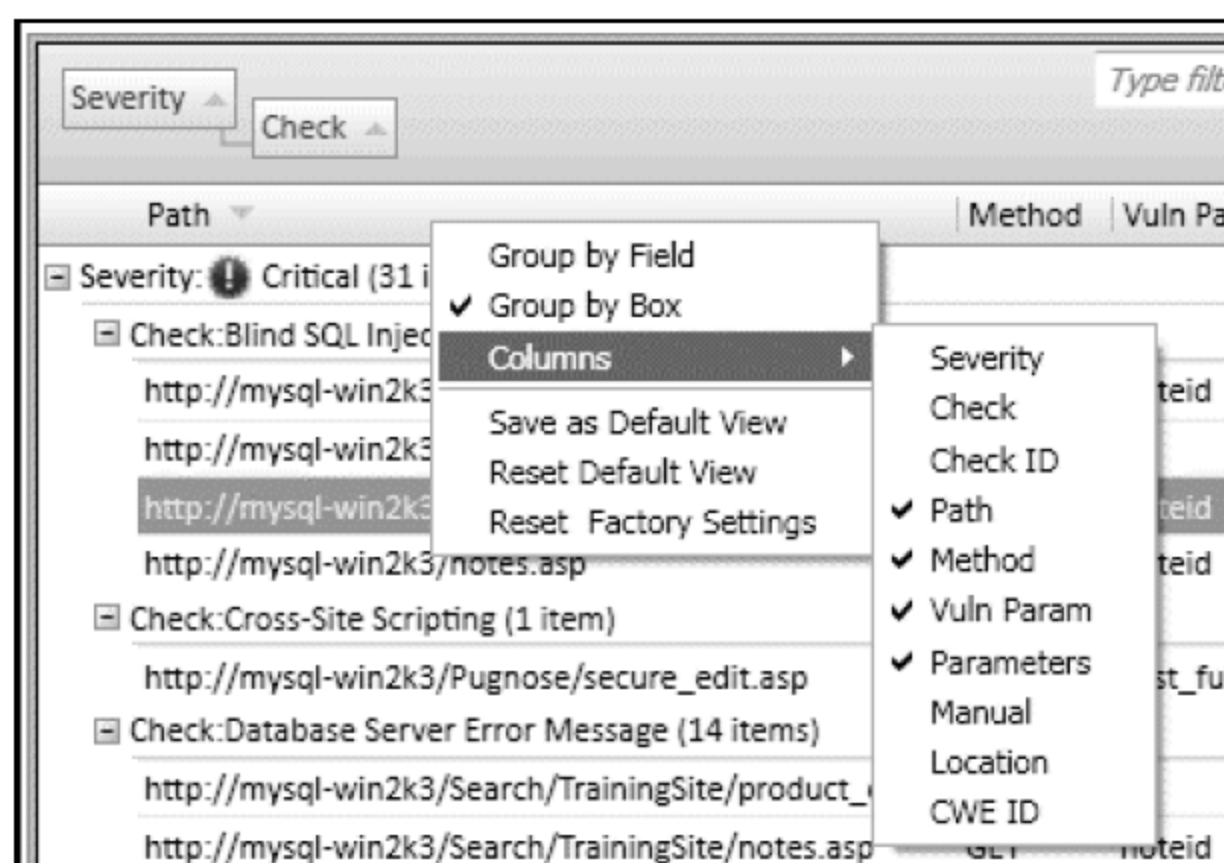 Type filt
Severity
Check
Path Method Vuln Pa
Severity: Critical (31 i
Check:Blind SQL Injec
http://mysql-win2k3 teid
http://mysql-win2k3
http://mysql-win2k3 teid
http://mysql-win2k3/notes.asp teid
Check:Cross-Site Scripting (1 item)
http://mysql-win2k3/Pugnose/secure_edit.asp st_fu
Check:Database Server Error Message (14 items)
http://mysql-win2k3/Search/TrainingSite/product_
http://mysql-win2k3/Search/TrainingSite/notes.asp GET noteid
Group by Field
Group by Box
Columns
Save as Default View
Reset Default View
Reset Factory Settings
Severity
Check
Check ID
Path
Method
Vuln Param
Parameters
Manual
Location
CWE ID